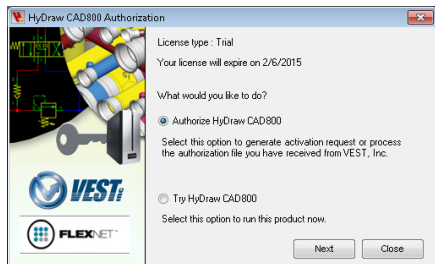 HyDraw CAD800 Authorization
License type : Trial
Your license will expire on 2/6/2015
What would you like to do?
Authorize HyDraw CAD800
Select this option to generate activation request or process
the authorization file you have received from VEST, Inc.
Try HyDraw CAD800
Select this option to run this product now.
Next Close
VEST
FLEXNET